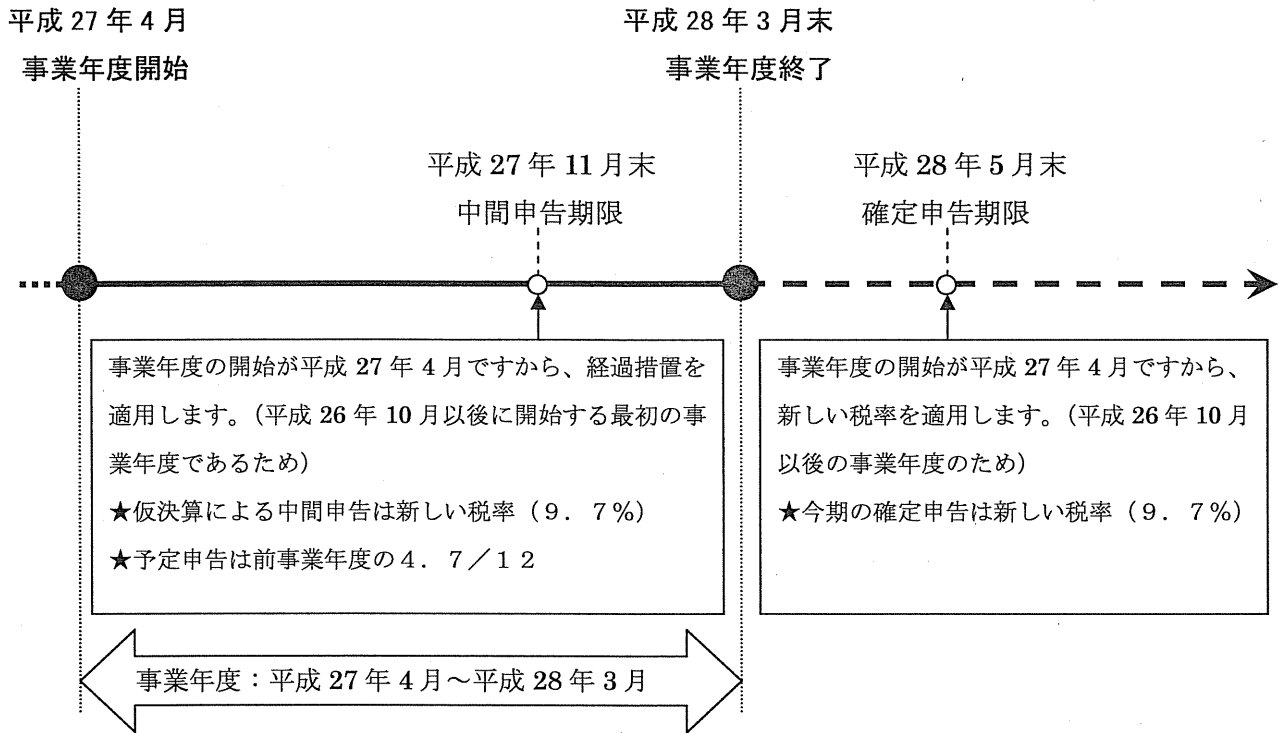 平成 27 年 4 月
事業年度開始
平成 28 年 3 月末
事業年度終了
平成 27 年 11 月末
中間申告期限
平成 28 年 5 月末
確定申告期限
事業年度の開始が平成 27 年 4 月ですから、経過措置を
適用します。（平成 26 年 10 月以後に開始する最初の事
業年度であるため）
★仮決算による中間申告は新しい税率（９．７％）
★予定申告は前事業年度の４．７／１２
事業年度の開始が平成 27 年 4 月ですから、
新しい税率を適用します。（平成 26 年 10 月
以後の事業年度のため）
★今期の確定申告は新しい税率（９．７％）
事業年度：平成 27 年 4 月～平成 28 年 3 月